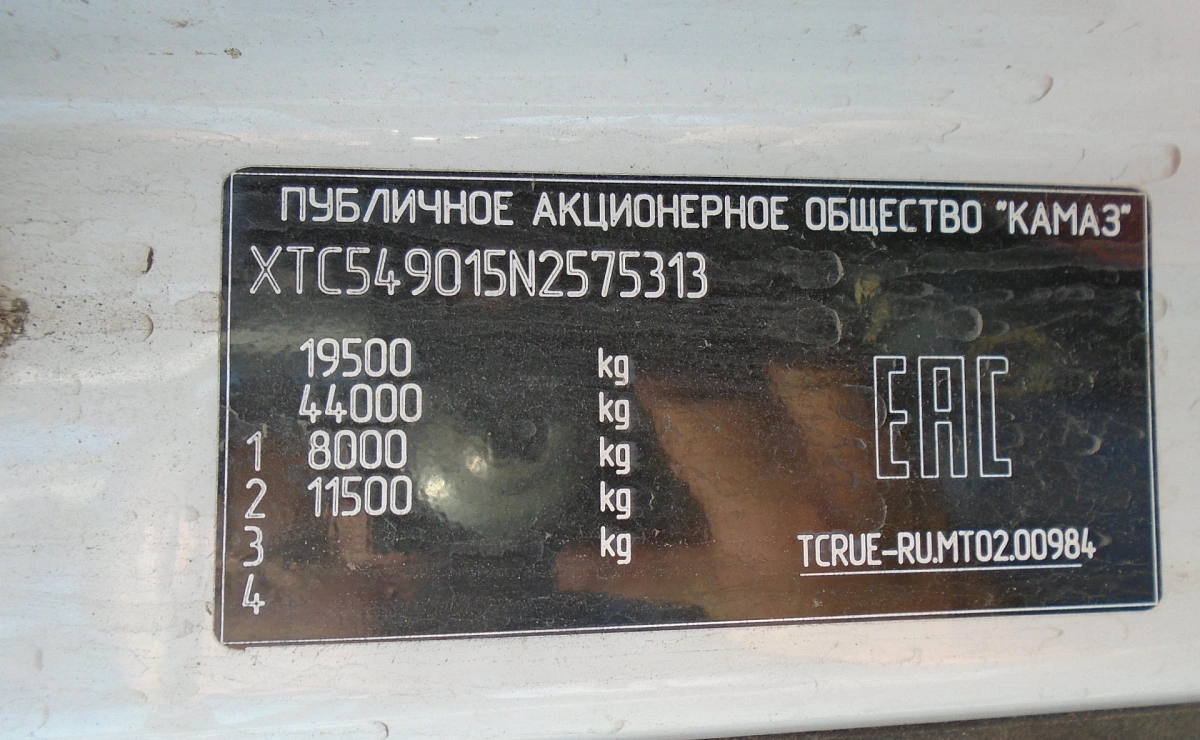 ПУБЛИЧНОЕ АКЦИОНЕРНОЕ ОБЩЕСТВО "КАМАЗ"
XTC549015N2575313
19500 kg
44000 kg
1 8000 kg
2 11500 kg
3 kg
4
EAC
TCRUE-RU.MT02.00984